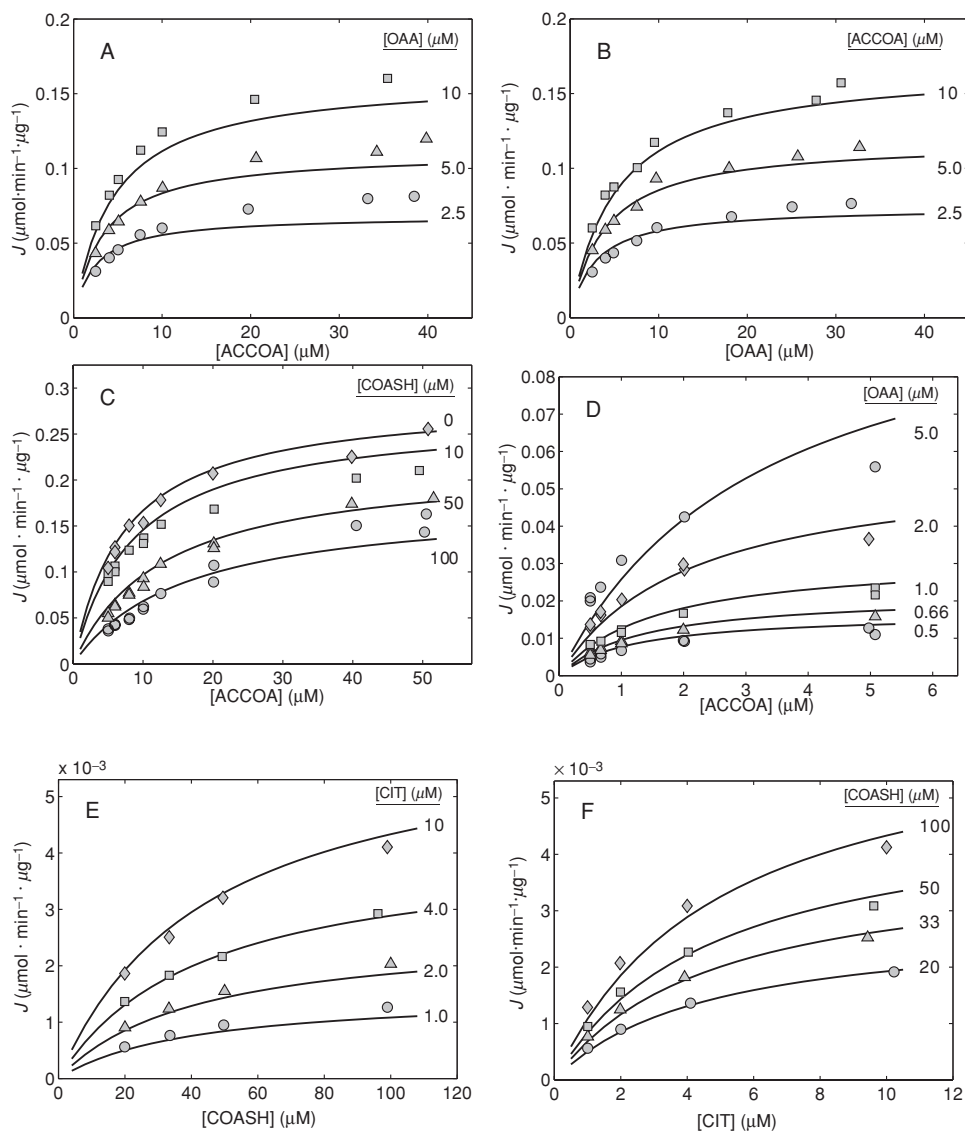 A
[OAA] (μM)
0.2
0.15
0.1
0.05
0
J (μmol·min⁻¹·μg⁻¹)
10
5.0
2.5
0 10 20 30 40
[ACCOA] (μM)
B
[ACCOA] (μM)
0.2
0.15
0.1
0.05
0
J (μmol · min⁻¹ · μg⁻¹)
10
5.0
2.5
0 10 20 30 40
[OAA] (μM)
C
[COASH] (μM)
0.3
0.25
0.2
0.15
0.1
0.05
0
J (μmol · min⁻¹ · μg⁻¹)
0
10
50
100
0 10 20 30 40 50
[ACCOA] (μM)
D
[OAA] (μM)
0.08
0.07
0.06
0.05
0.04
0.03
0.02
0.01
0
J (μmol · min⁻¹ · μg⁻¹)
5.0
2.0
1.0
0.66
0.5
0 1 2 3 4 5 6
[ACCOA] (μM)
x 10⁻³
E
[CIT] (μM)
5
4
3
2
1
0
J (μmol · min⁻¹ · μg⁻¹)
10
4.0
2.0
1.0
0 20 40 60 80 100 120
[COASH] (μM)
× 10⁻³
F
[COASH] (μM)
5
4
3
2
1
0
J (μmol·min⁻¹·μg⁻¹)
100
50
33
20
0 2 4 6 8 10 12
[CIT] (μM)